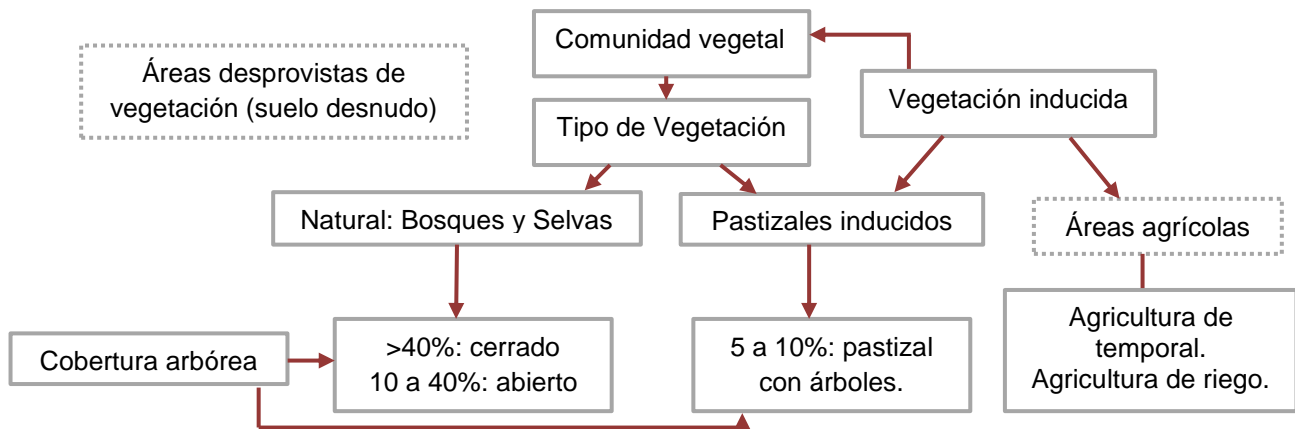 Comunidad vegetal
Áreas desprovistas de
vegetación (suelo desnudo)
Vegetación inducida
Tipo de Vegetación
Natural: Bosques y Selvas
Pastizales inducidos
Áreas agrícolas
Cobertura arbórea
>40%: cerrado
10 a 40%: abierto
5 a 10%: pastizal
con árboles.
Agricultura de
temporal.
Agricultura de riego.